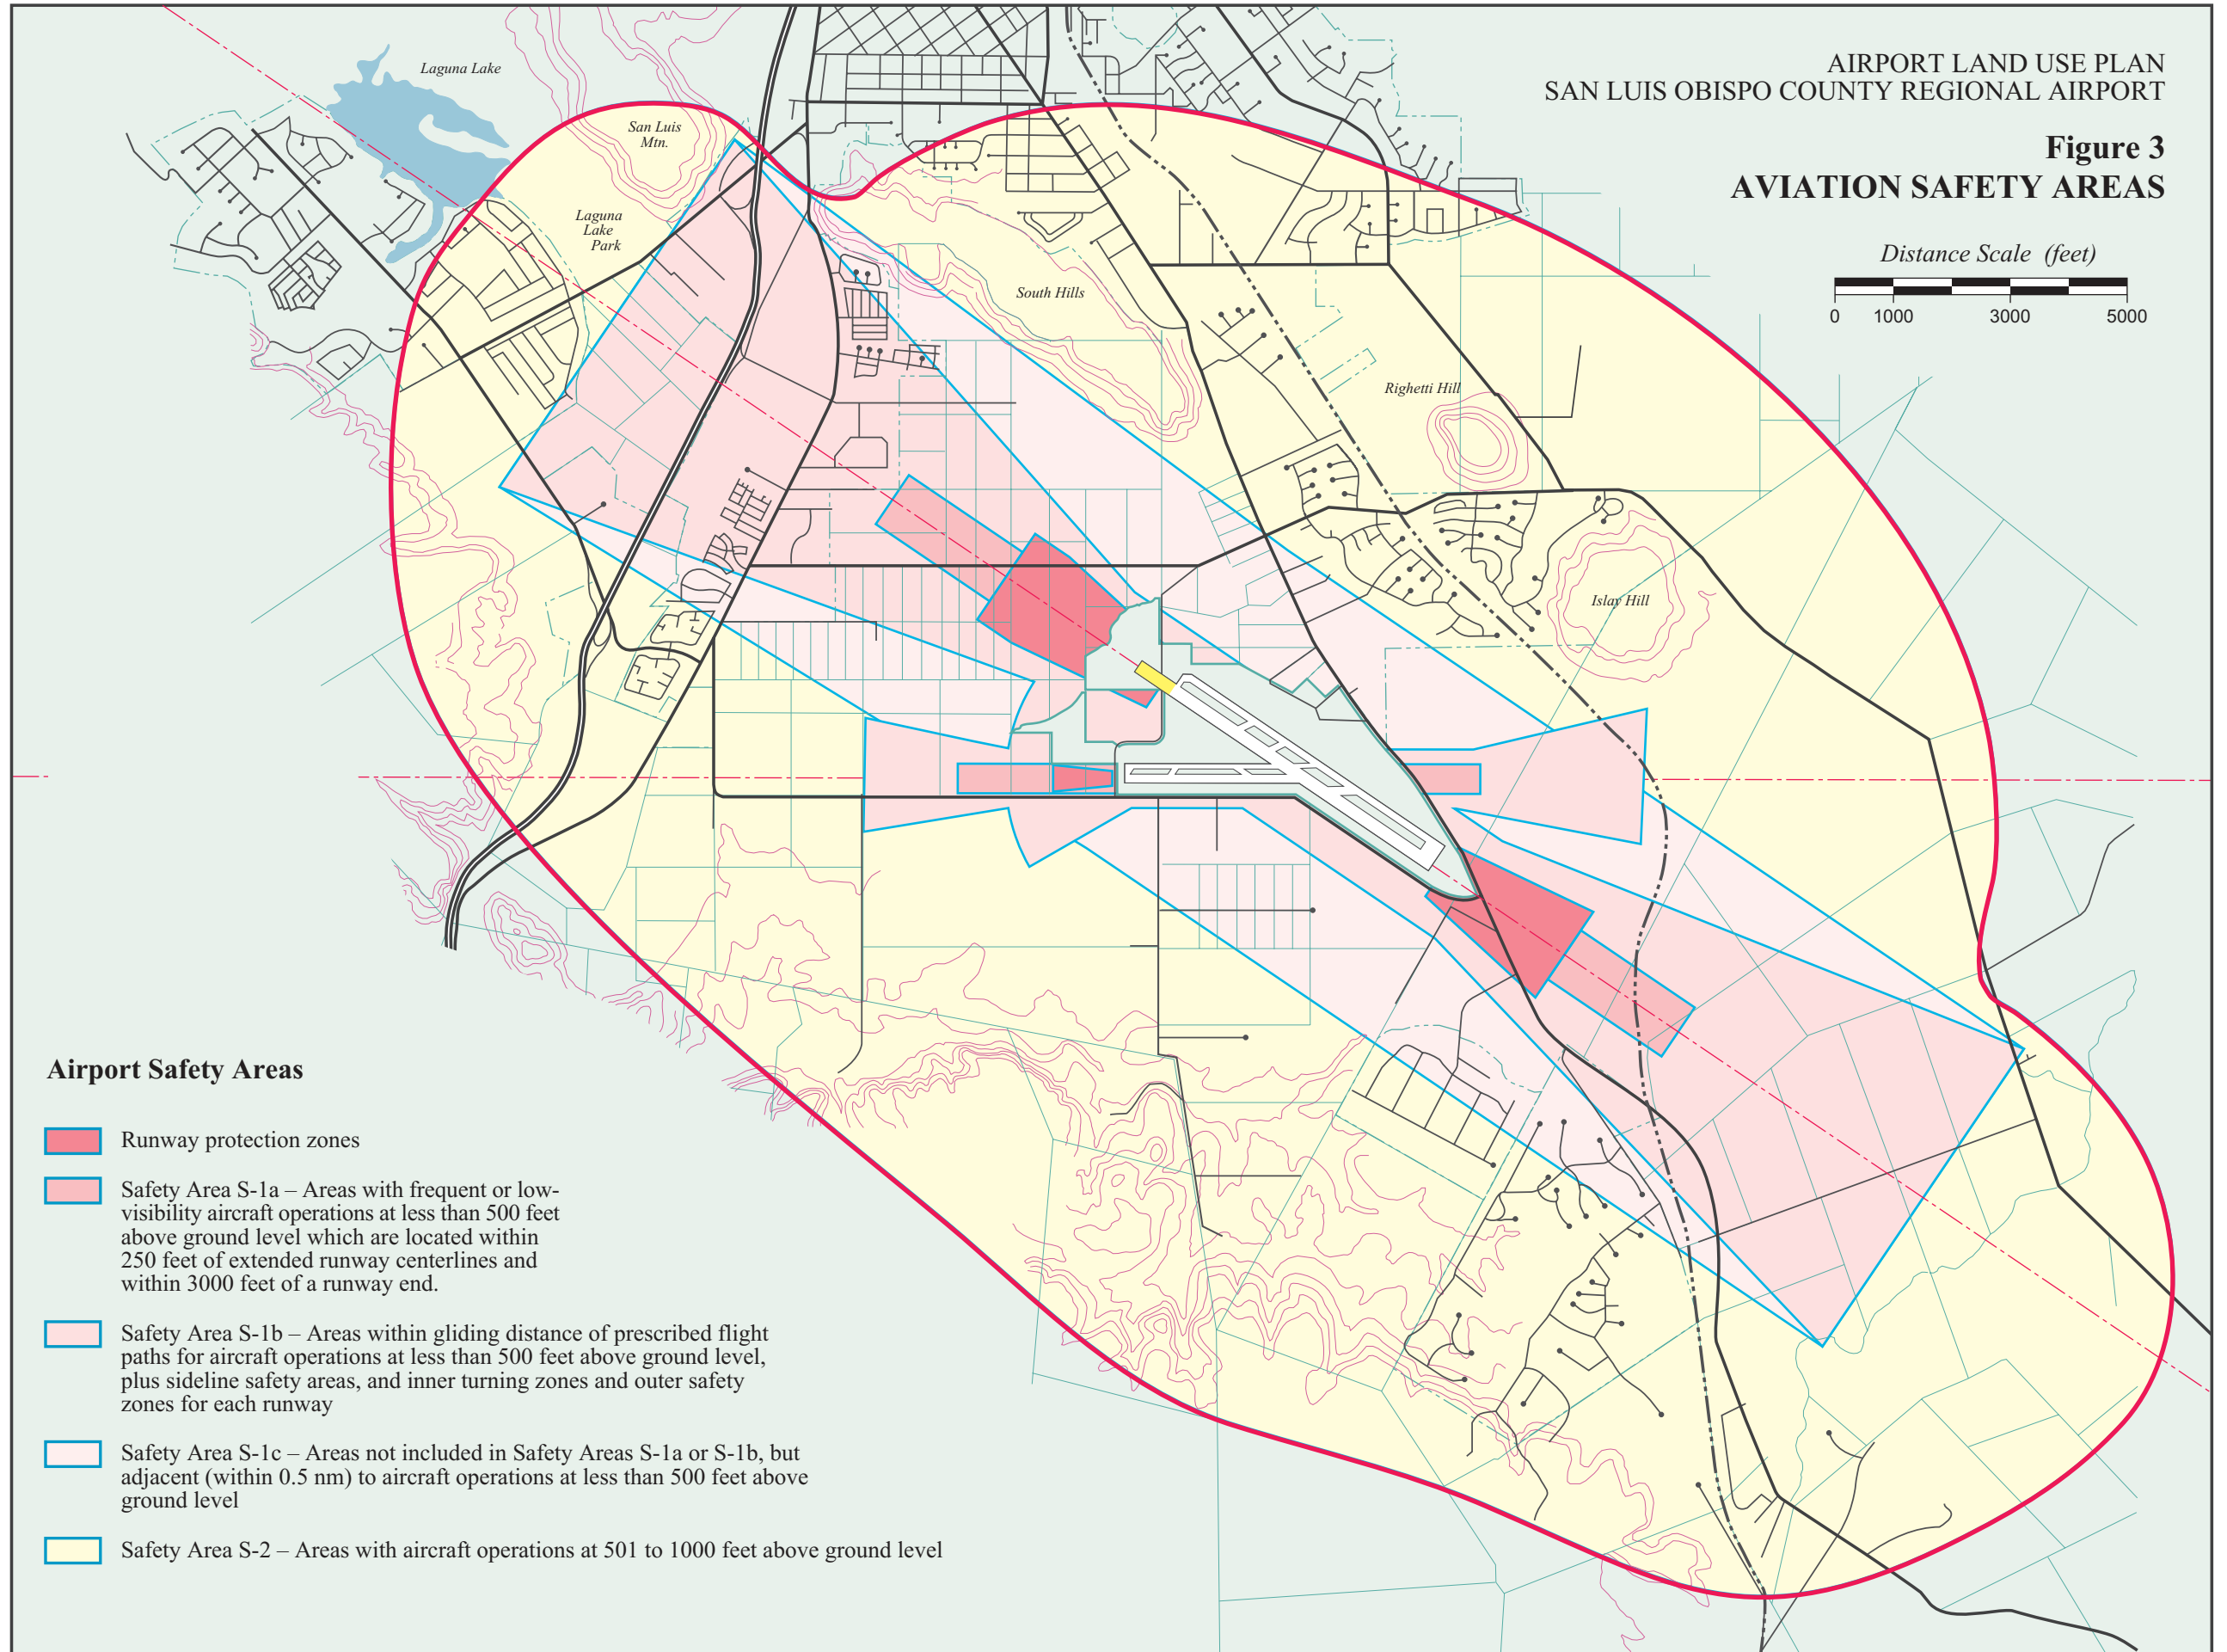 AIRPORT LAND USE PLAN
SAN LUIS OBISPO COUNTY REGIONAL AIRPORT
Figure 3
AVIATION SAFETY AREAS
Distance Scale (feet)
0 1000 3000 5000
Laguna Lake
San Luis
Mtn.
Laguna
Lake
Park
South Hills
Righetti Hill
Islay Hill
Airport Safety Areas
Runway protection zones
Safety Area S-1a – Areas with frequent or low-
visibility aircraft operations at less than 500 feet
above ground level which are located within
250 feet of extended runway centerlines and
within 3000 feet of a runway end.
Safety Area S-1b – Areas within gliding distance of prescribed flight
paths for aircraft operations at less than 500 feet above ground level,
plus sideline safety areas, and inner turning zones and outer safety
zones for each runway
Safety Area S-1c – Areas not included in Safety Areas S-1a or S-1b, but
adjacent (within 0.5 nm) to aircraft operations at less than 500 feet above
ground level
Safety Area S-2 – Areas with aircraft operations at 501 to 1000 feet above ground level